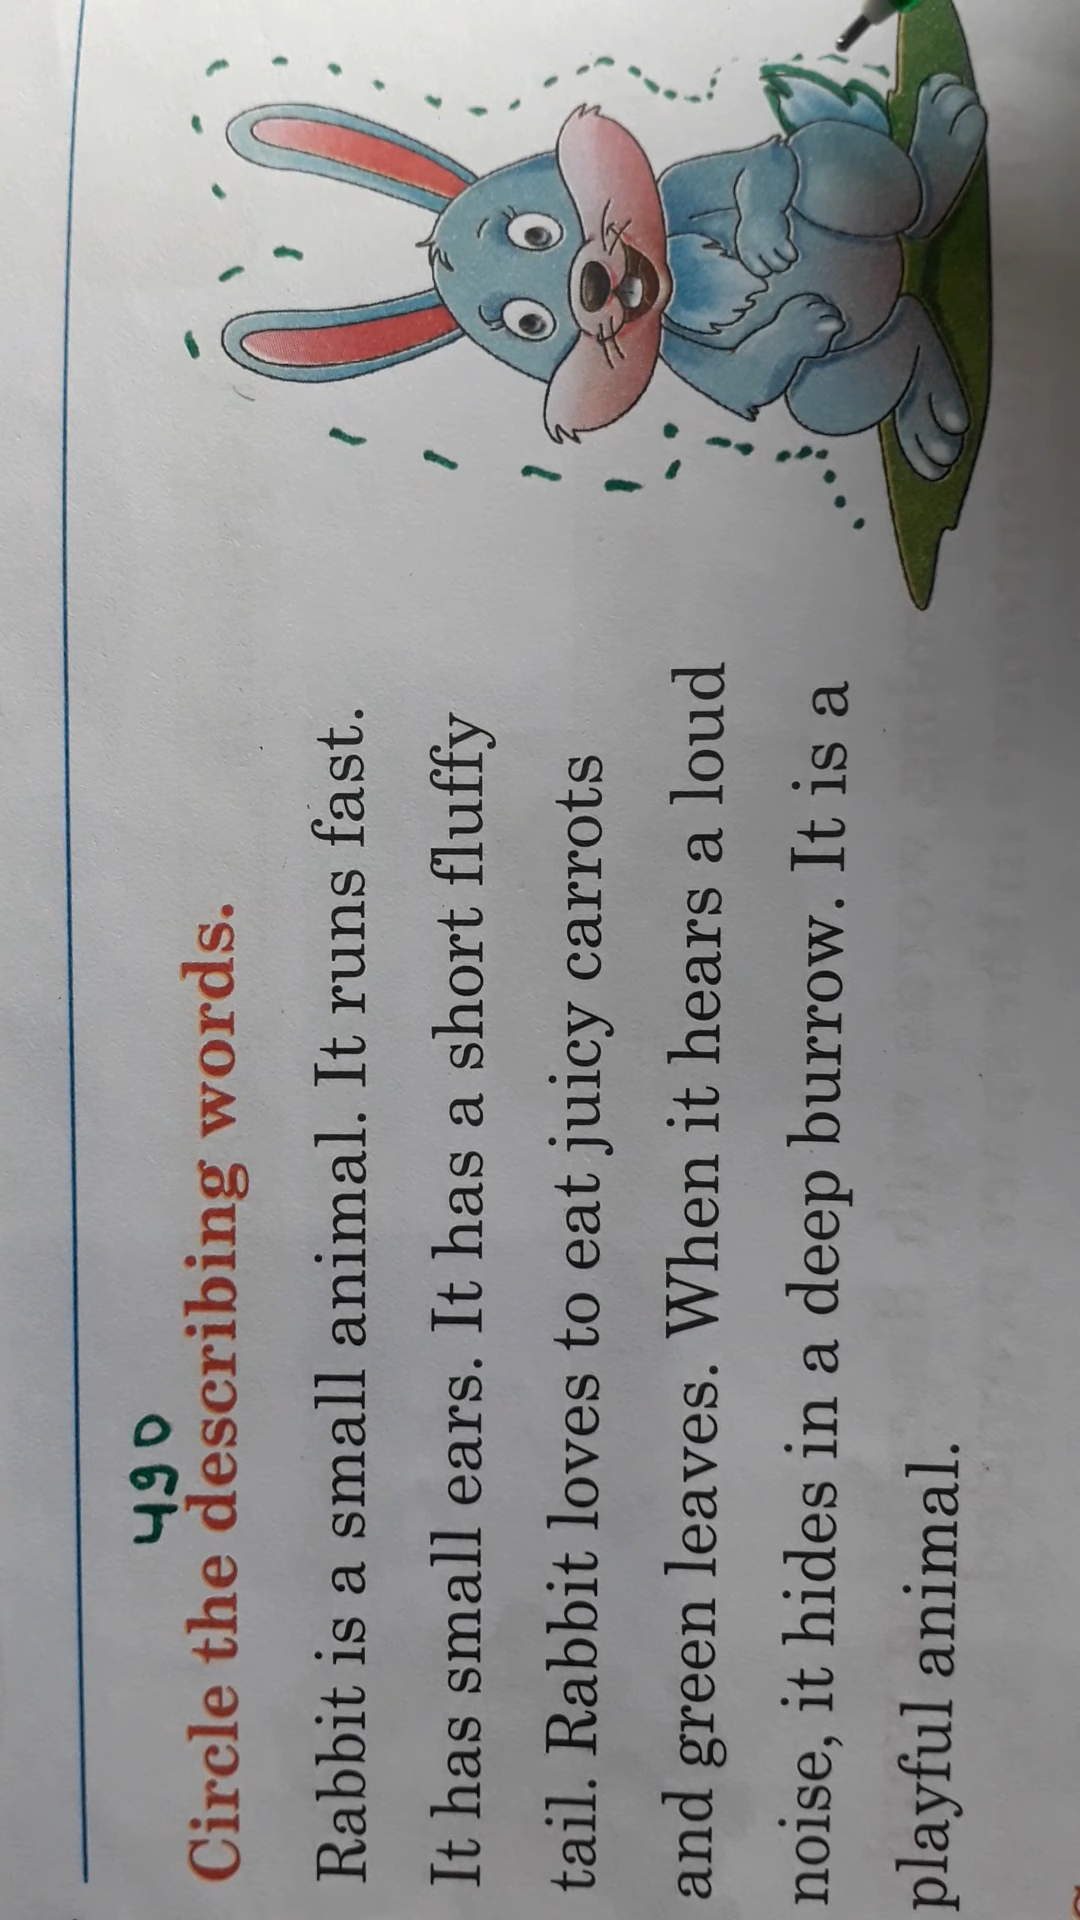 490
Circle the describing words.
Rabbit is a small animal. It runs fast.
It has small ears. It has a short fluffy
tail. Rabbit loves to eat juicy carrots
and green leaves. When it hears a loud
noise, it hides in a deep burrow. It is a
playful animal.